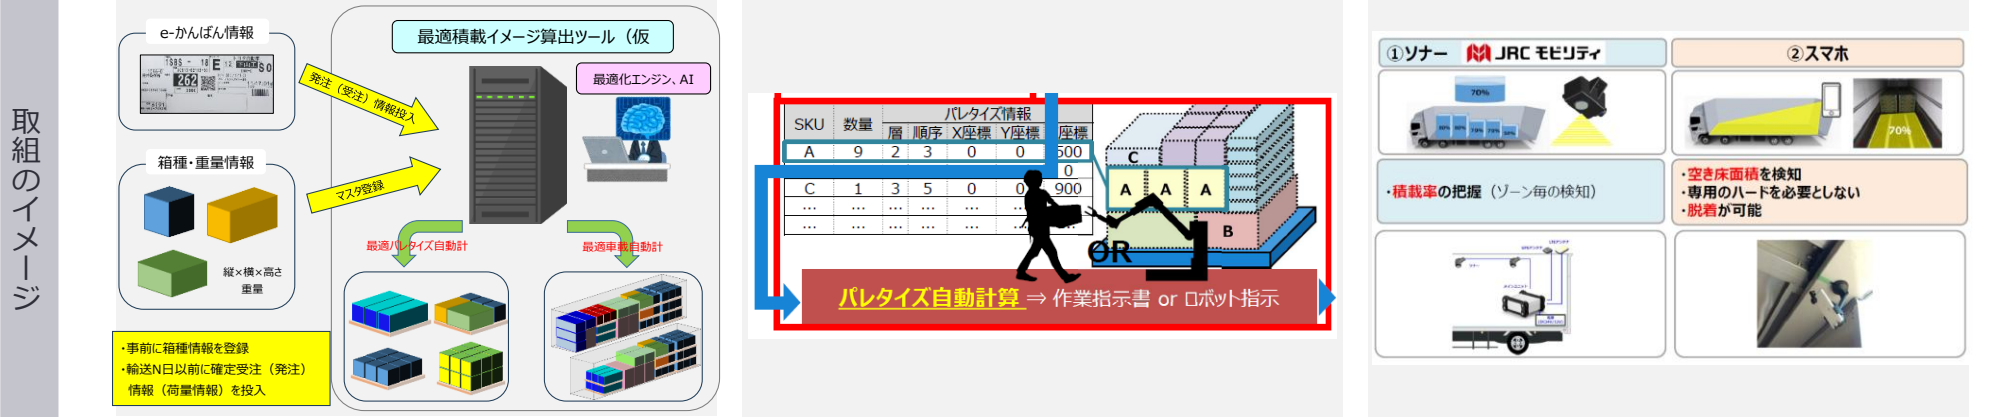 取組のイメージ
e-かんばん情報
箱種・重量情報
縦×横×高さ
重量
・事前に箱種情報を登録
・輸送N日以前に確定受注（発注）
情報（荷量情報）を投入
発注（受注）情報投入
マスタ登録
最適積載イメージ算出ツール（仮
最適化エンジン、AI
最適パレタイズ自動計
最適車載自動計
SKU 数量 パレタイズ情報
層 順序 X座標 Y座標 座標
A 9 2 3 0 0 600
0
C 1 3 5 0 0 900
... ... ... ... ... ...
... ... ... ... ... ...
C
A A A
B
OR
パレタイズ自動計算 ⇒ 作業指示書 or ロボット指示
①ソナー JRC モビリティ
70%
・積載率の把握（ゾーン毎の検知）
②スマホ
70%
・空き床面積を検知
・専用のハードを必要としない
・脱着が可能